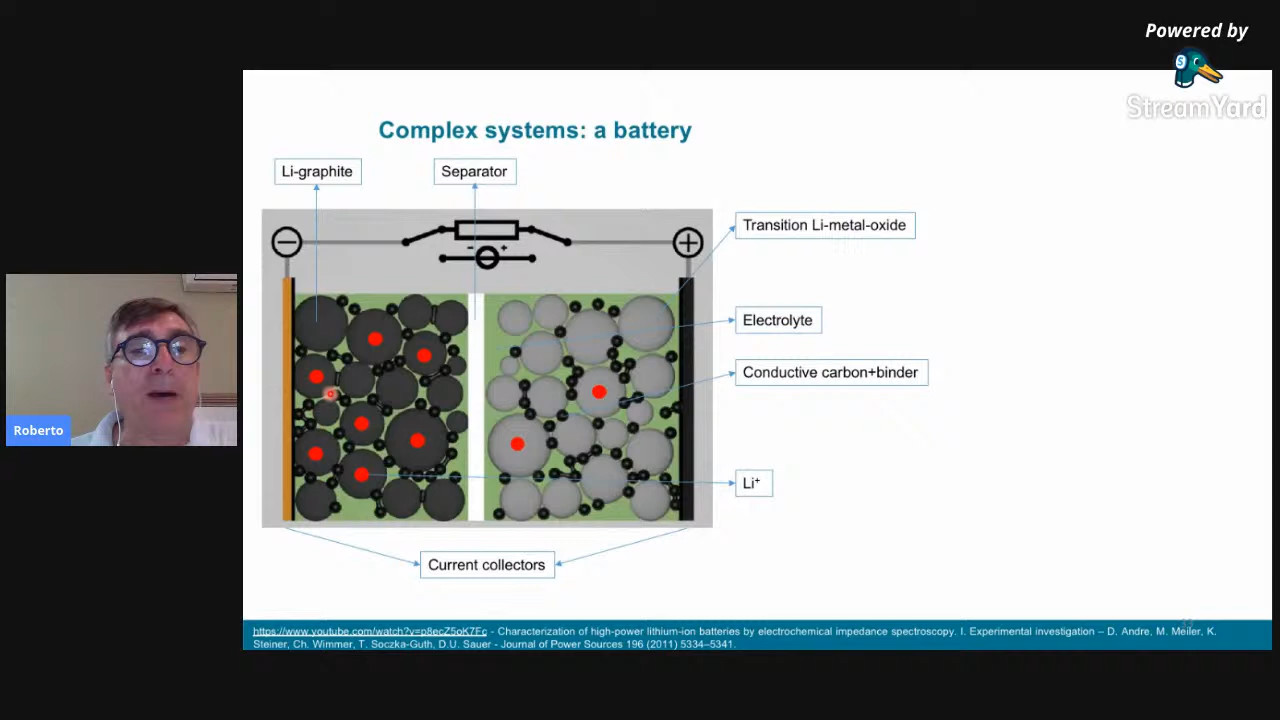 Powered by
StreamYard
Complex systems: a battery
Li-graphite
Separator
Transition Li-metal-oxide
Electrolyte
Conductive carbon+binder
Li⁺
Current collectors
Roberto
https://www.youtube.com/watch?v=p8ecZ5oK7Fc - Characterization of high-power lithium-ion batteries by electrochemical impedance spectroscopy. I. Experimental investigation – D. Andre, M. Meiler, K.
Steiner, Ch. Wimmer, T. Soczka-Guth, D.U. Sauer - Journal of Power Sources 196 (2011) 5334–5341.